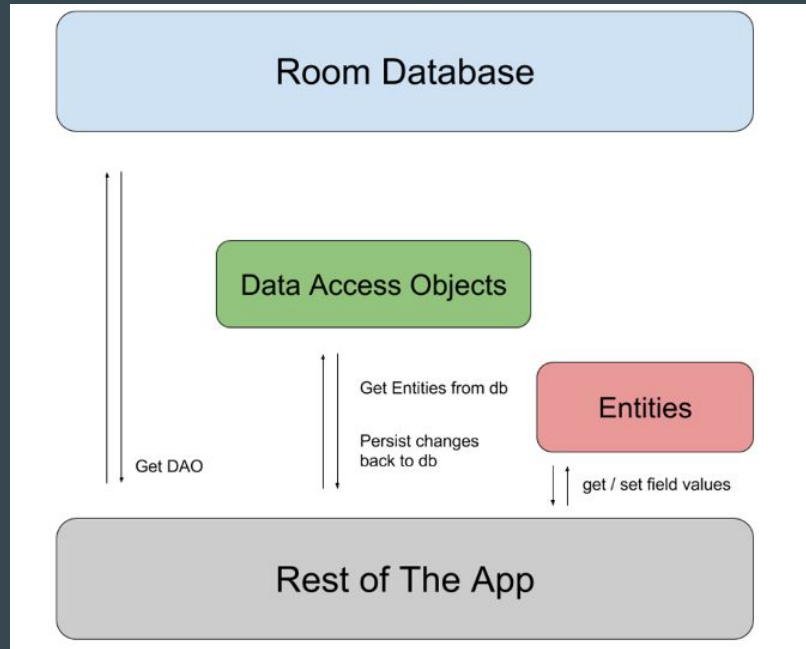 Room Database
Data Access Objects
Get Entities from db
Entities
Persist changes
back to db
Get DAO
get / set field values
Rest of The App